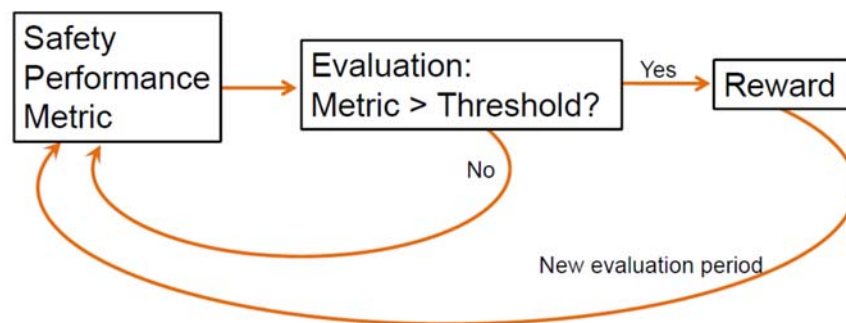 Safety
Performance
Metric
Evaluation:
Metric > Threshold?
Yes
Reward
No
New evaluation period